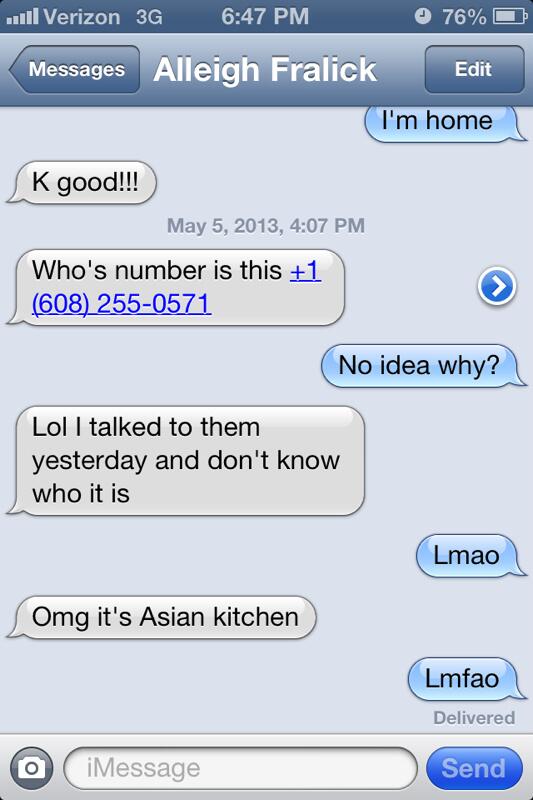 Verizon 3G 6:47 PM 76%
Messages Alleigh Fralick Edit
I'm home
K good!!!
May 5, 2013, 4:07 PM
Who's number is this +1
(608) 255-0571
No idea why?
Lol I talked to them
yesterday and don't know
who it is
Lmao
Omg it's Asian kitchen
Lmfao
Delivered
iMessage Send